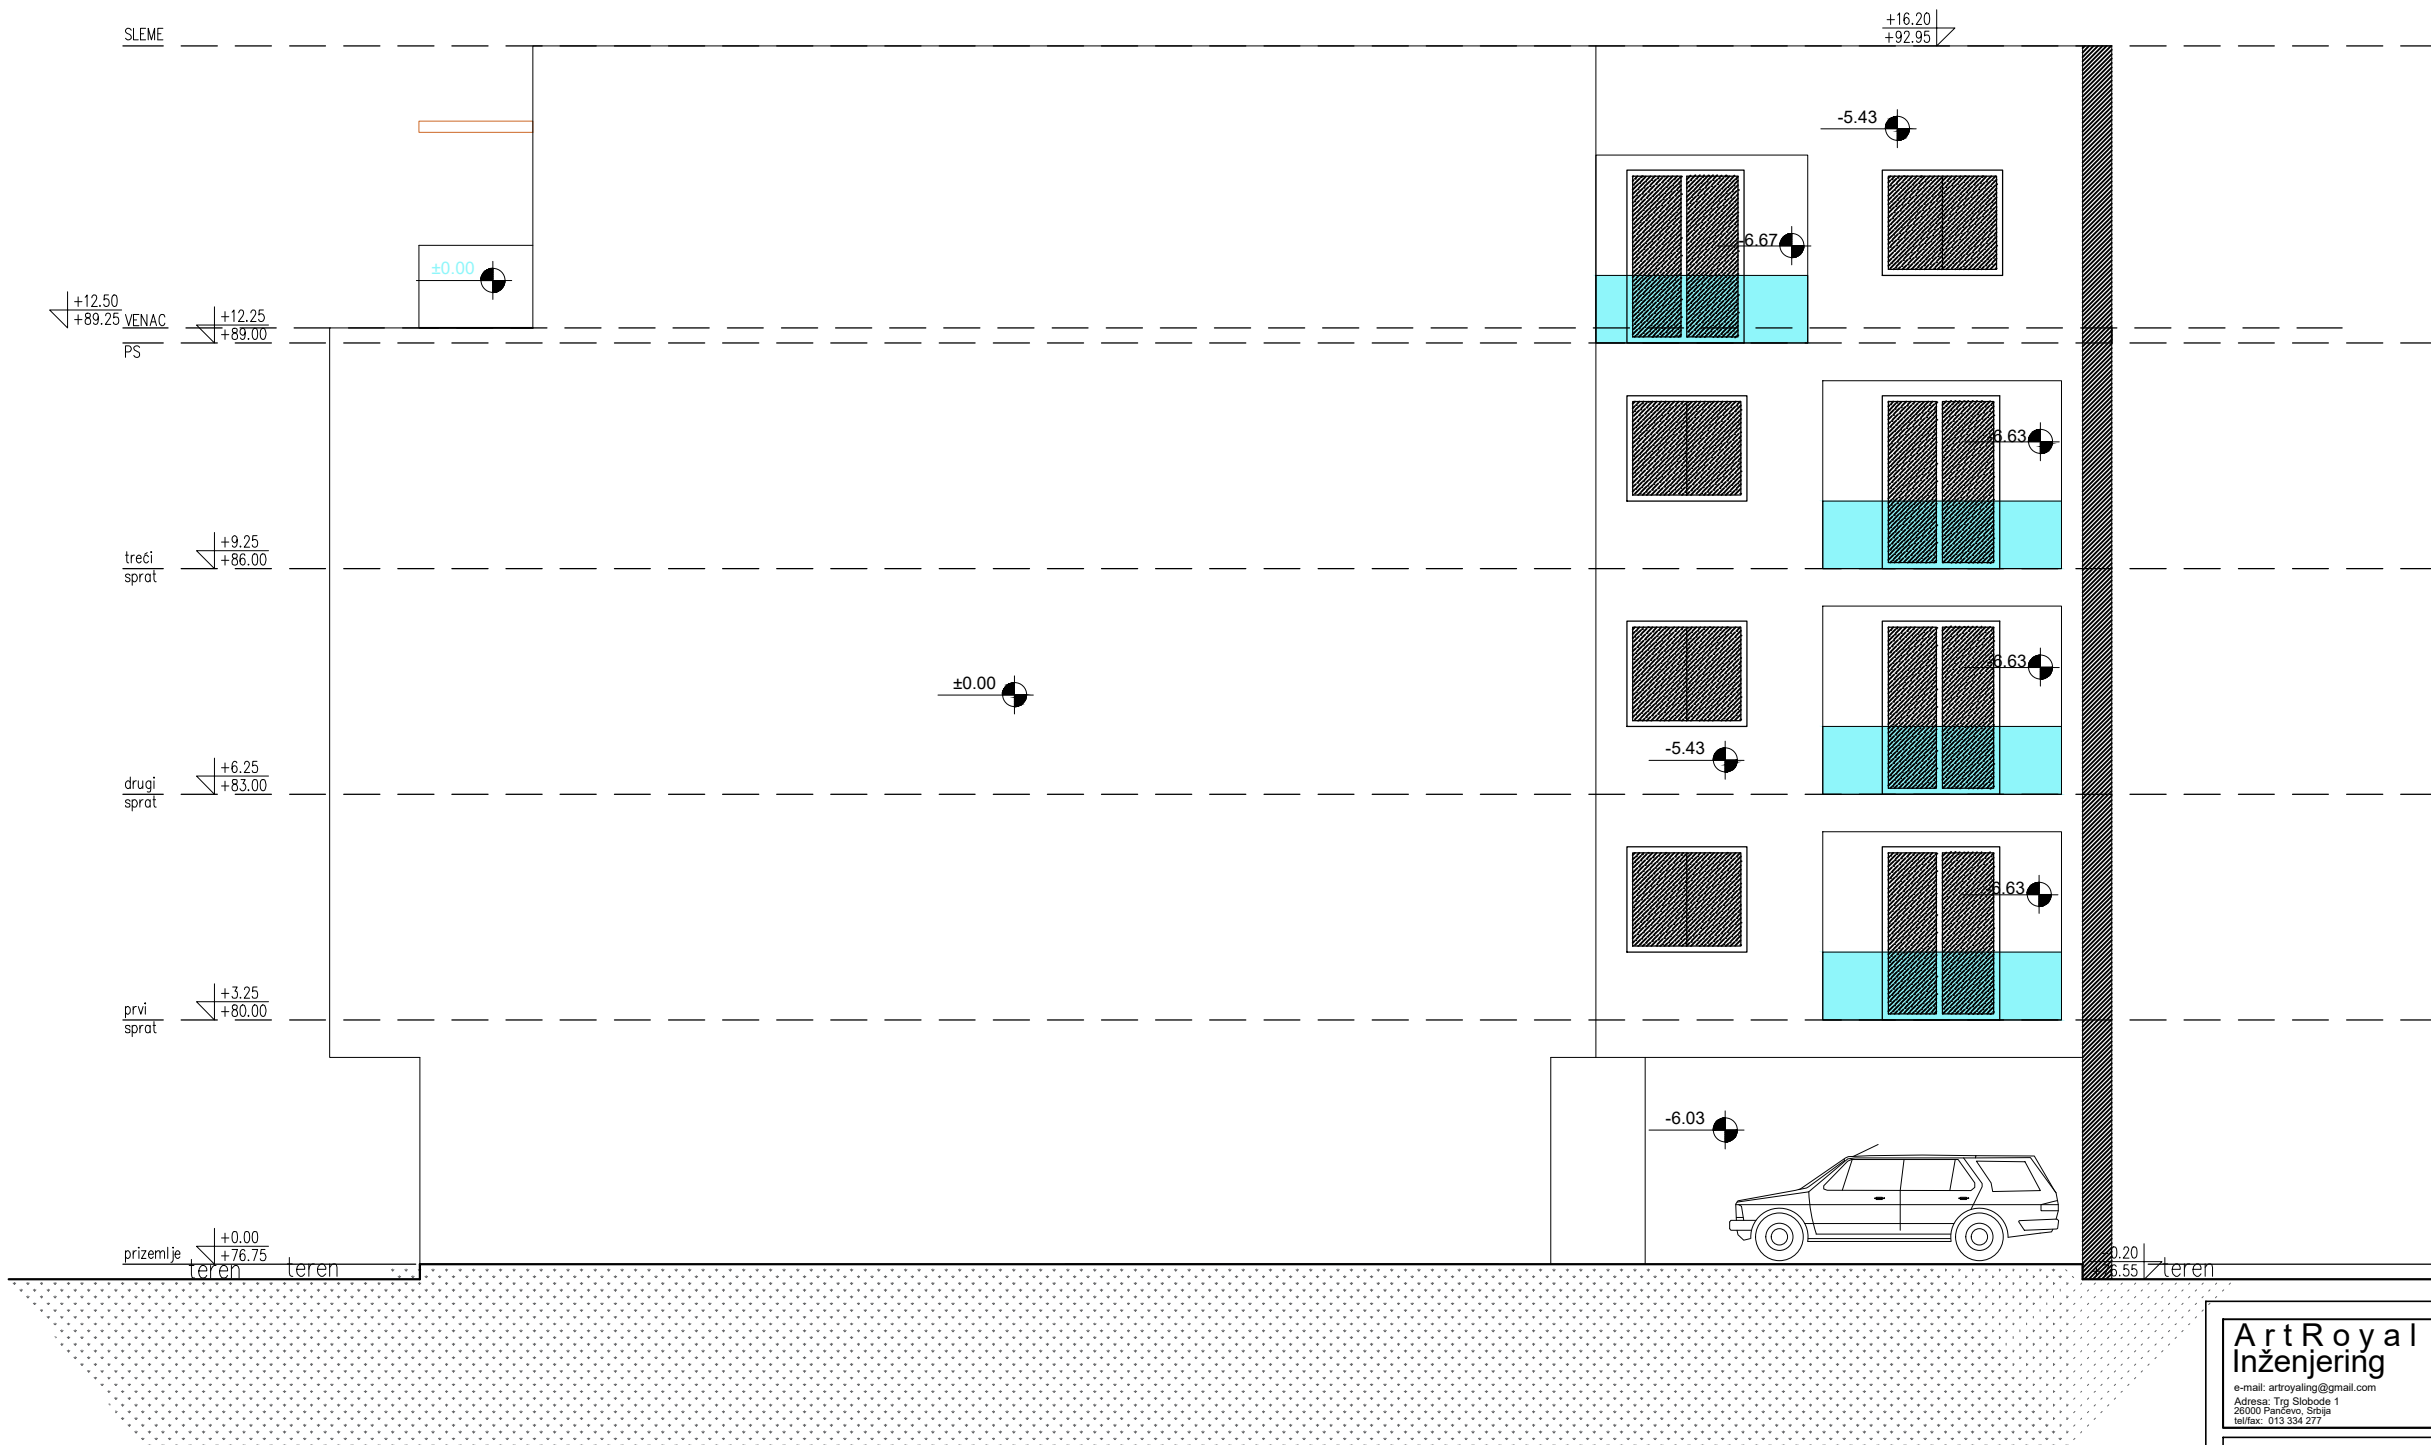 SLEME
+16.20
+92.95
-5.43
-6.67
±0.00
+12.50
+89.25
VENAC
+12.25
+89.00
PS
-6.63
treći
sprat
+9.25
+86.00
-6.63
±0.00
-5.43
drugi
sprat
+6.25
+83.00
-6.63
prvi
sprat
+3.25
+80.00
-6.03
prizemlje
+0.00
+76.75
teren
teren
teren
ArtRoyal
Inženjering
e-mail: artroyaling@gmail.com
Adresa: Trg Slobode 1
26000 Pančevo, Srbija
tel/fax: 013 334 277